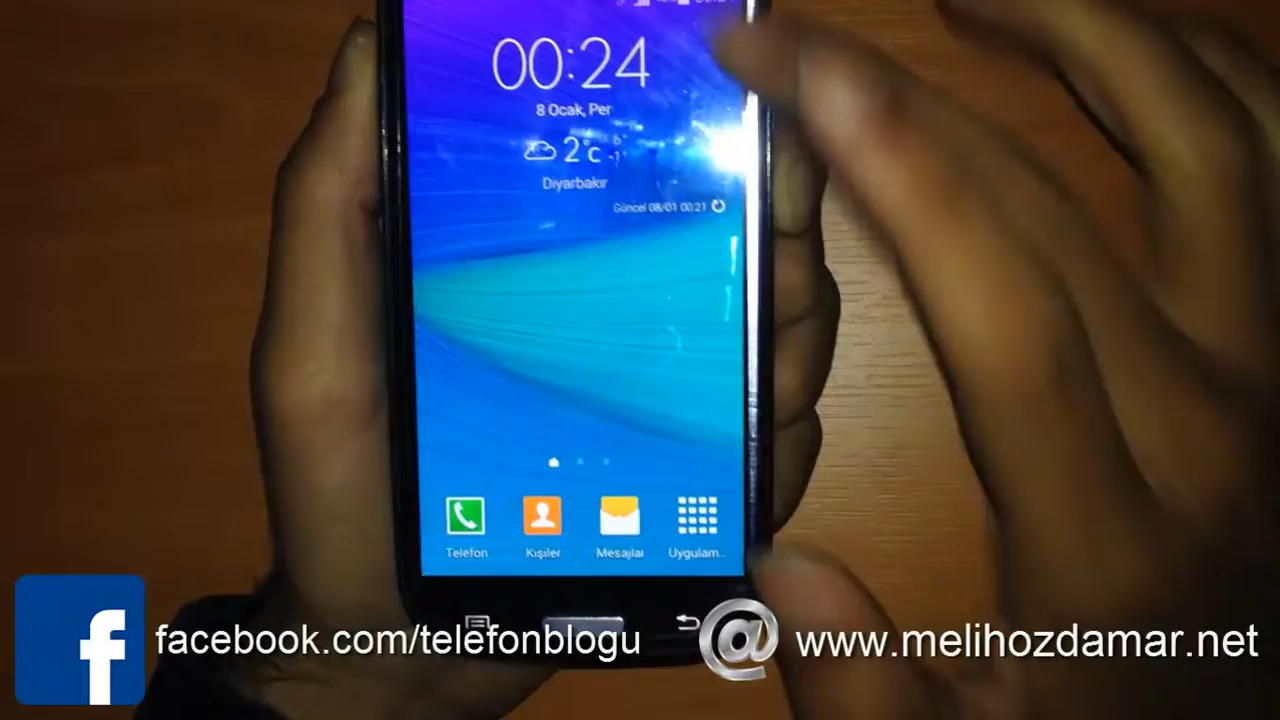 00:24
8 Ocak, Per
2°C
-1
Diyarbakır
Güncel 08/01 00:21
Telefon
Kişiler
Mesajlar
Uygulam..
facebook.com/telefonblogu
www.melihozdamar.net